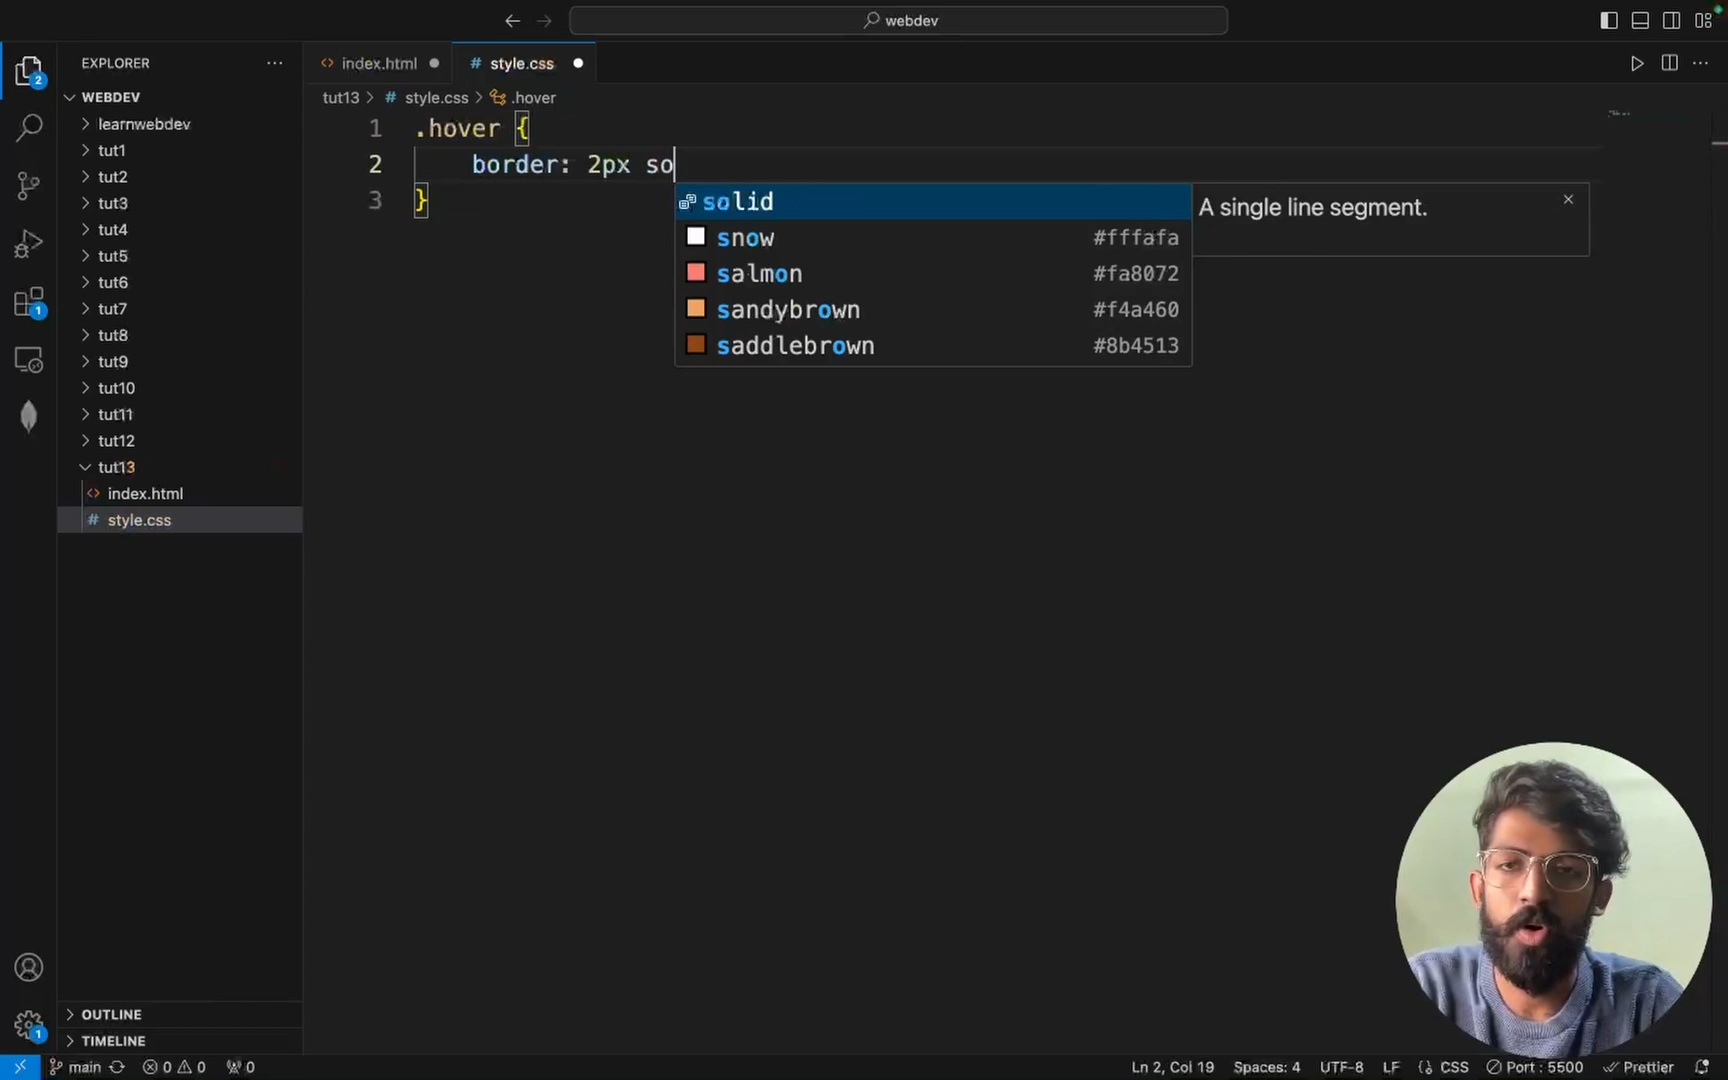 webdev
EXPLORER
WEBDEV
learnwebdev
tut1
tut2
tut3
tut4
tut5
tut6
tut7
tut8
tut9
tut10
tut11
tut12
tut13
index.html
style.css
OUTLINE
TIMELINE
2
1
1
index.html
style.css
tut13 > # style.css > .hover
1 .hover {
2 border: 2px so
3 }
solid
snow #fffafa
salmon #fa8072
sandybrown #f4a460
saddlebrown #8b4513
A single line segment.
main 0 0 0 Ln 2, Col 19 Spaces: 4 UTF-8 LF {} CSS Port : 5500 Prettier